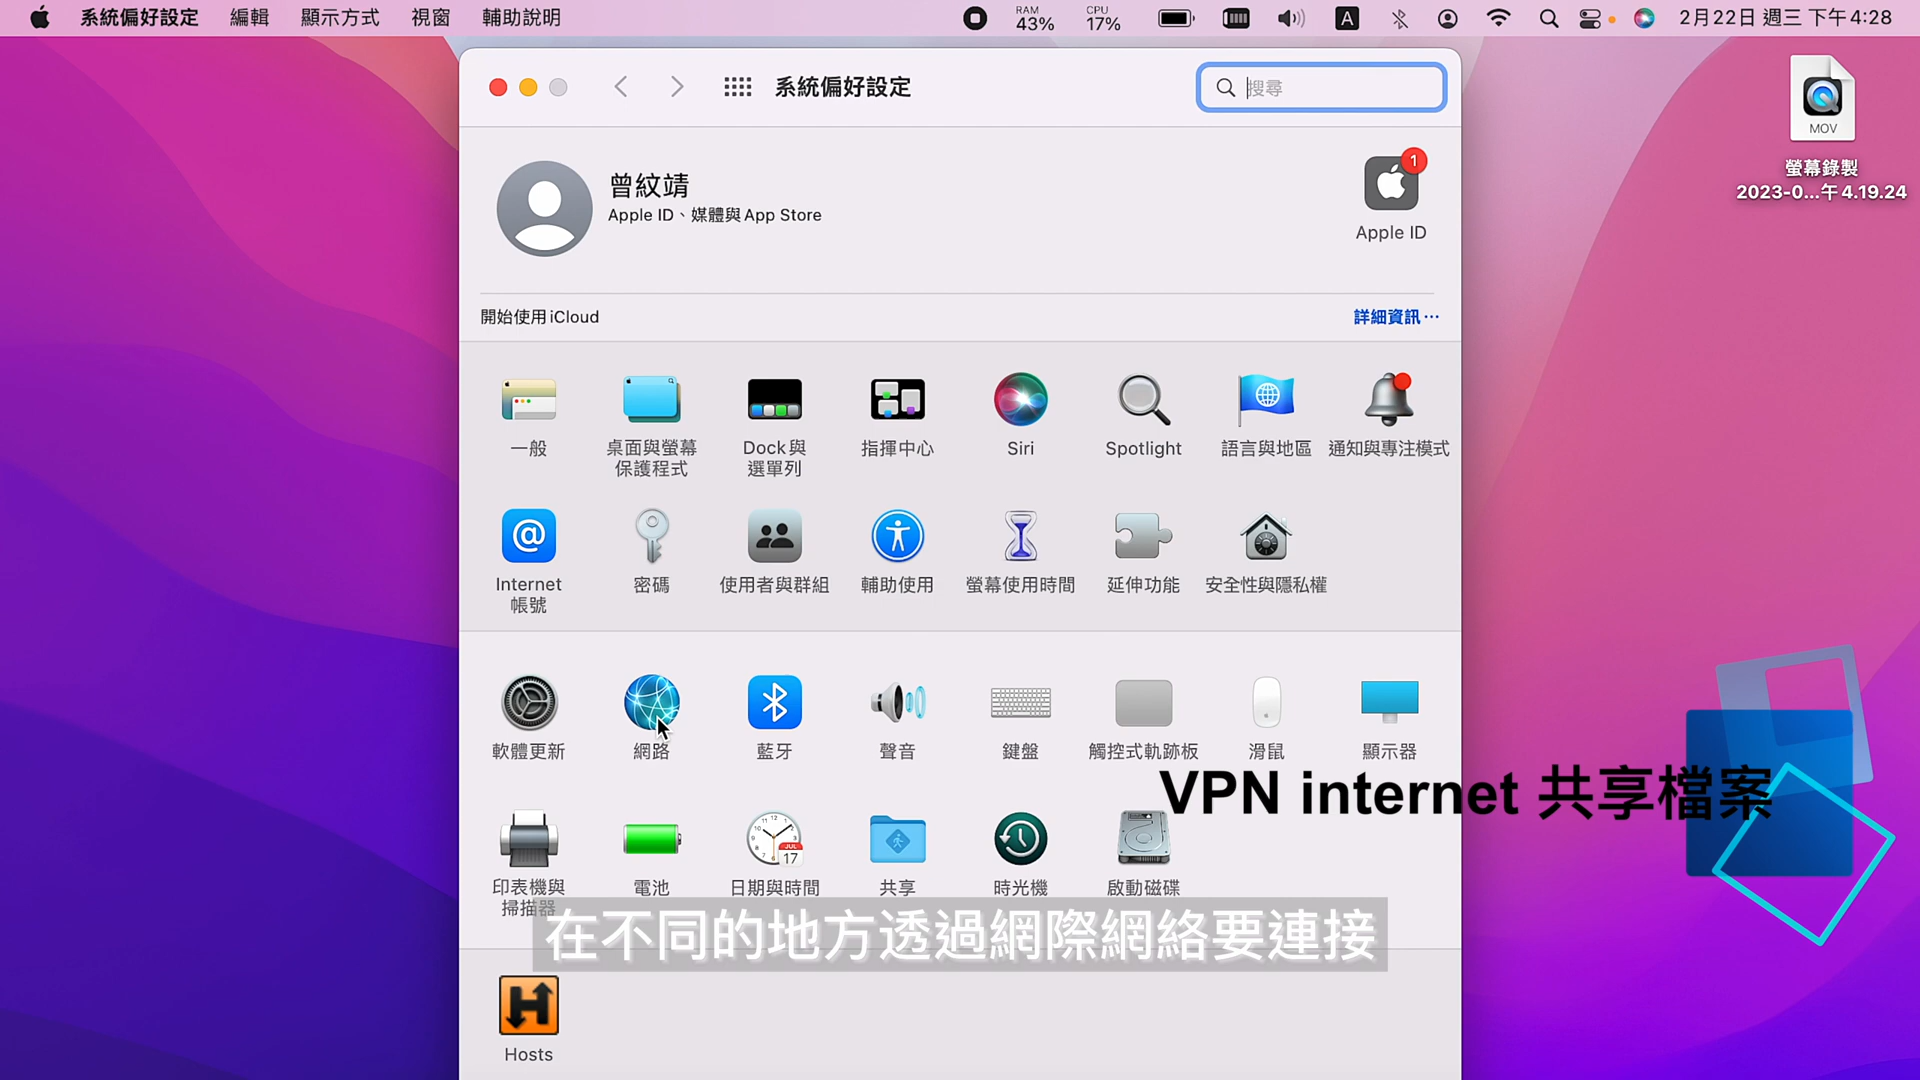 系統偏好設定 編輯 顯示方式 視窗 輔助說明 RAM 43% CPU 17% A 2月22日 週三 下午4:28
系統偏好設定
搜尋
MOV
螢幕錄製
2023-0...午4.19.24
曾紋靖
Apple ID、媒體與 App Store
1
Apple ID
開始使用 iCloud
詳細資訊…
一般
桌面與螢幕
保護程式
Dock 與
選單列
指揮中心
Siri
Spotlight
語言與地區
通知與專注模式
Internet
帳號
密碼
使用者與群組
輔助使用
螢幕使用時間
延伸功能
安全性與隱私權
軟體更新
網路
藍牙
聲音
鍵盤
觸控式軌跡板
滑鼠
顯示器
VPN internet 共享檔案
印表機與
掃描器
電池
JUL
17
日期與時間
共享
時光機
啟動磁碟
在不同的地方透過網際網絡要連接
Hosts